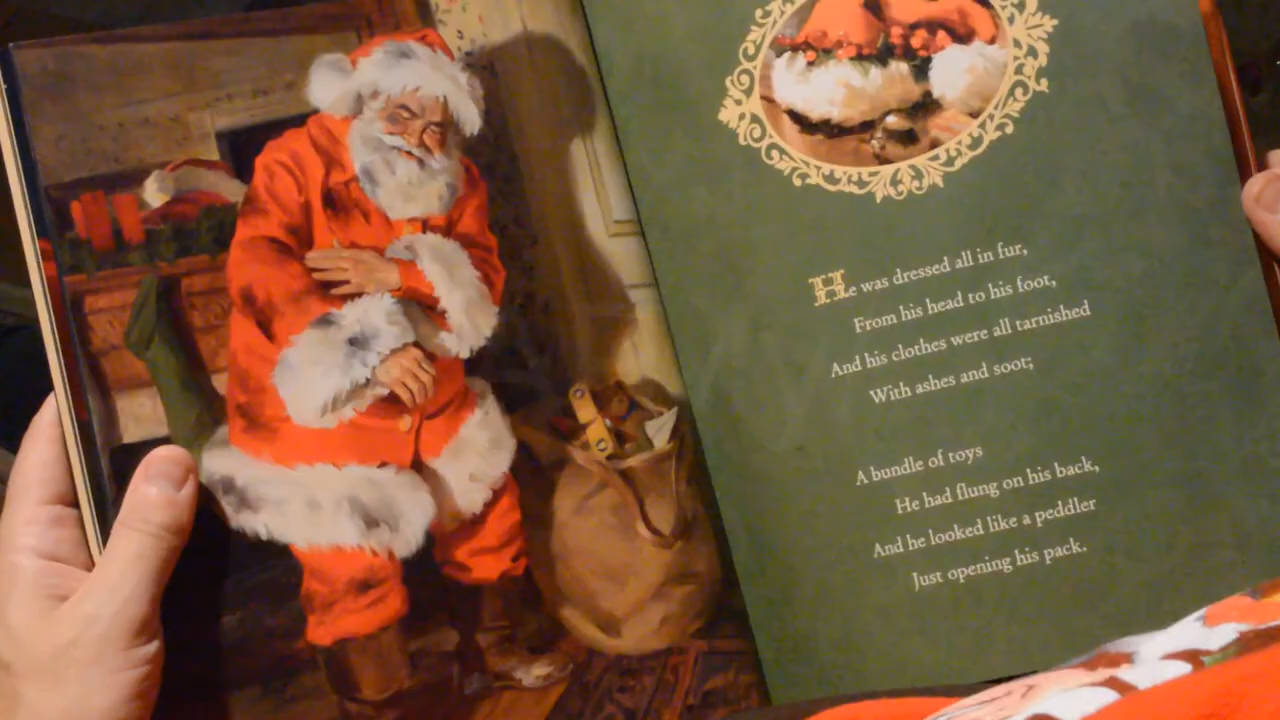 He was dressed all in fur,
From his head to his foot,
And his clothes were all tarnished
With ashes and soot;
A bundle of toys
He had flung on his back,
And he looked like a peddler
Just opening his pack.